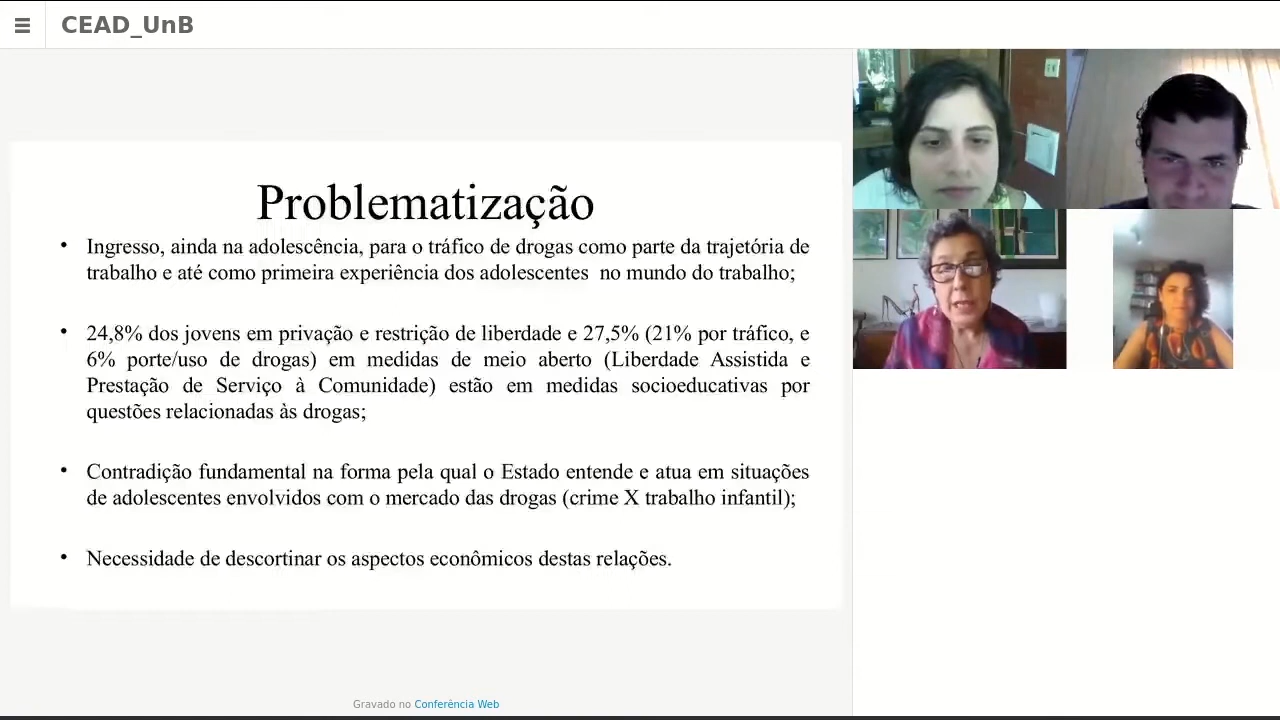 CEAD_UnB
Problematização
• Ingresso, ainda na adolescência, para o tráfico de drogas como parte da trajetória de
trabalho e até como primeira experiência dos adolescentes no mundo do trabalho;
• 24,8% dos jovens em privação e restrição de liberdade e 27,5% (21% por tráfico, e
6% porte/uso de drogas) em medidas de meio aberto (Liberdade Assistida e
Prestação de Serviço à Comunidade) estão em medidas socioeducativas por
questões relacionadas às drogas;
• Contradição fundamental na forma pela qual o Estado entende e atua em situações
de adolescentes envolvidos com o mercado das drogas (crime X trabalho infantil);
• Necessidade de descortinar os aspectos econômicos destas relações.
Gravado no Conferência Web